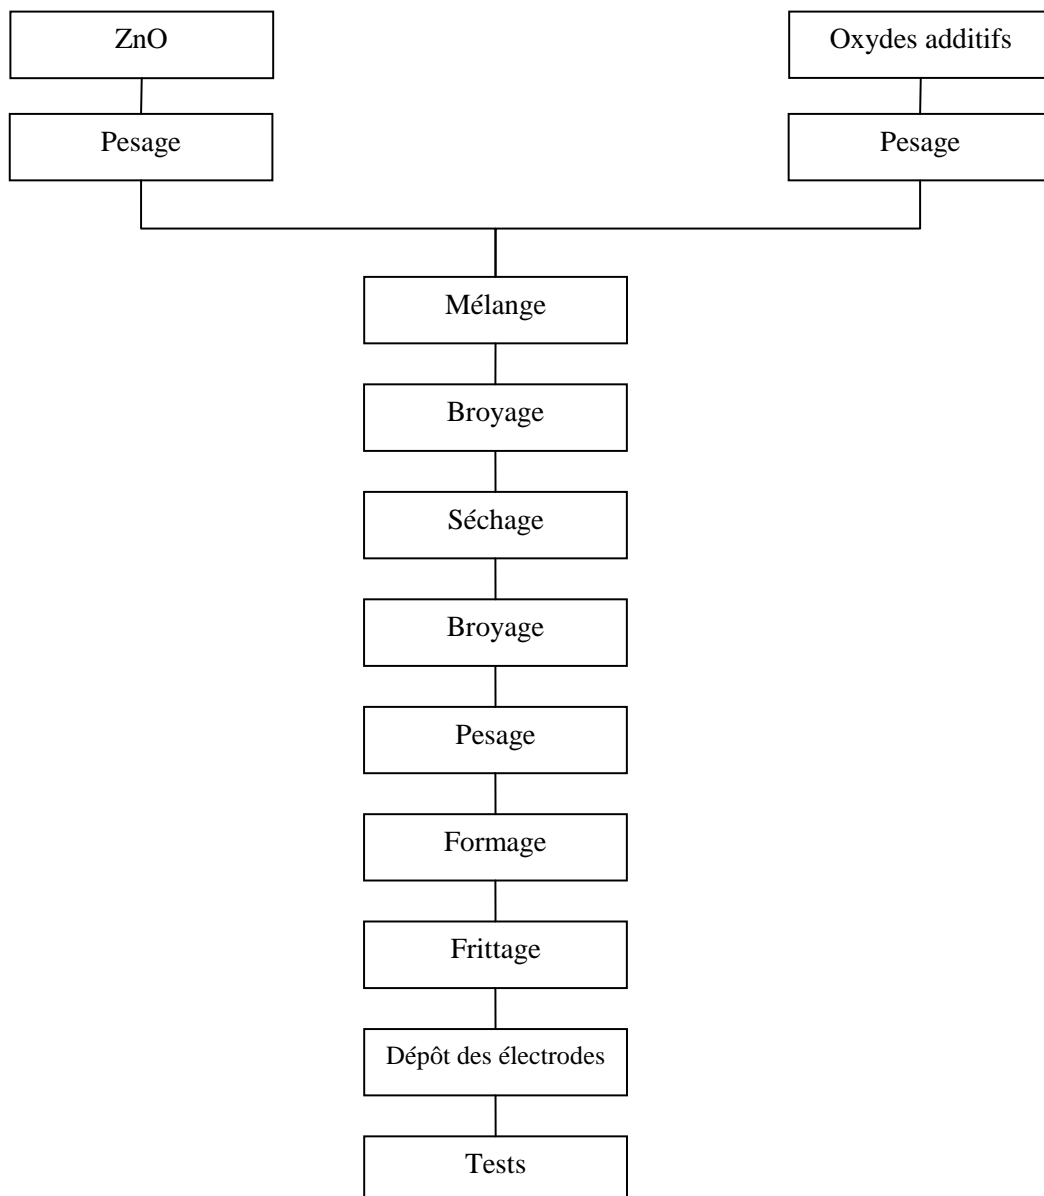 ZnO
Oxydes additifs
Pesage
Pesage
Mélange
Broyage
Séchage
Broyage
Pesage
Formage
Frittage
Dépôt des électrodes
Tests